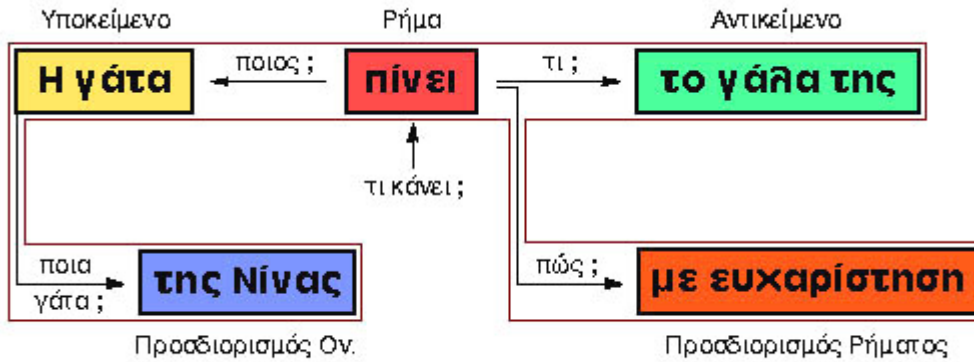 Υποκείμενο Ρήμα Αντικείμενο
Η γάτα ποιος ; πίνει τι ; το γάλα της
τι κάνει ;
ποια γάτα ; της Νίνας πώς ; με ευχαρίστηση
Προσδιορισμός Ον. Προσδιορισμός Ρήματος